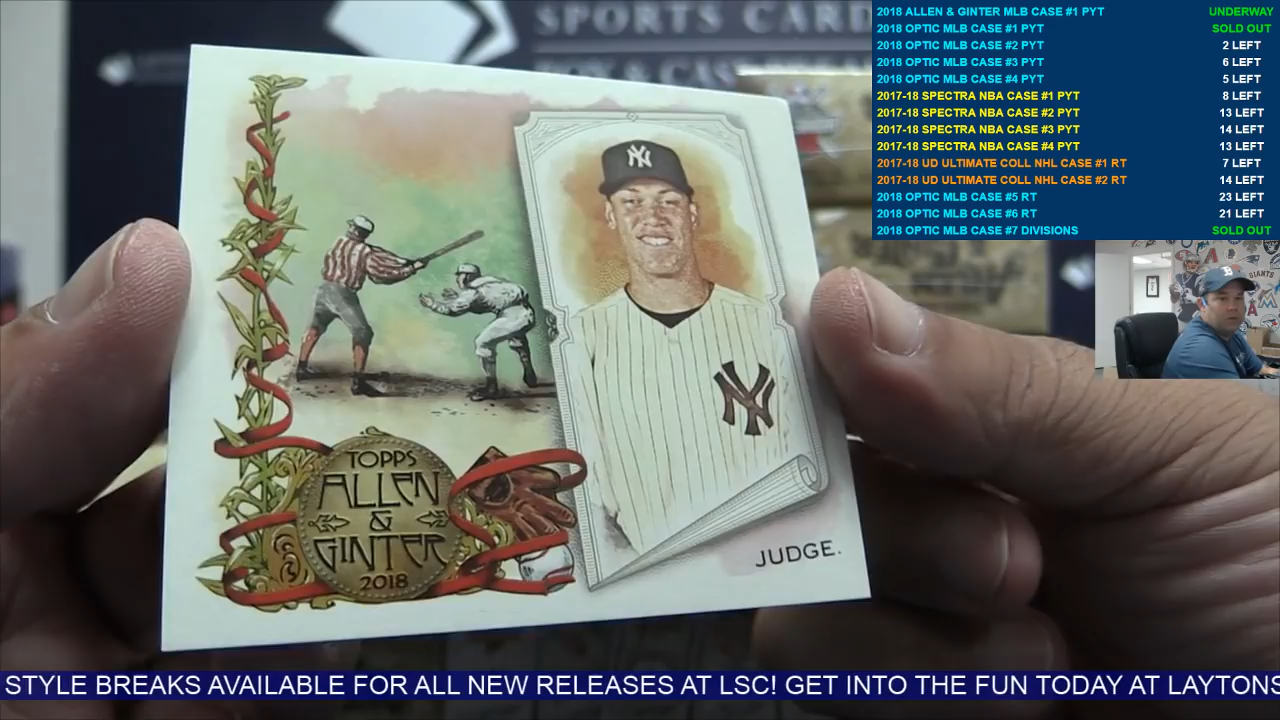 SPORTS CARDS
2018 ALLEN & GINTER MLB CASE #1 PYT UNDERWAY
2018 OPTIC MLB CASE #1 PYT SOLD OUT
2018 OPTIC MLB CASE #2 PYT 2 LEFT
2018 OPTIC MLB CASE #3 PYT 6 LEFT
2018 OPTIC MLB CASE #4 PYT 5 LEFT
2017-18 SPECTRA NBA CASE #1 PYT 8 LEFT
2017-18 SPECTRA NBA CASE #2 PYT 13 LEFT
2017-18 SPECTRA NBA CASE #3 PYT 14 LEFT
2017-18 SPECTRA NBA CASE #4 PYT 13 LEFT
2017-18 UD ULTIMATE COLL NHL CASE #1 RT 7 LEFT
2017-18 UD ULTIMATE COLL NHL CASE #2 RT 14 LEFT
2018 OPTIC MLB CASE #5 RT 23 LEFT
2018 OPTIC MLB CASE #6 RT 21 LEFT
2018 OPTIC MLB CASE #7 DIVISIONS SOLD OUT
GIANTS
NY
NY
TOPPS
ALLEN
&
GINTER
2018
JUDGE.
STYLE BREAKS AVAILABLE FOR ALL NEW RELEASES AT LSC! GET INTO THE FUN TODAY AT LAYTONS